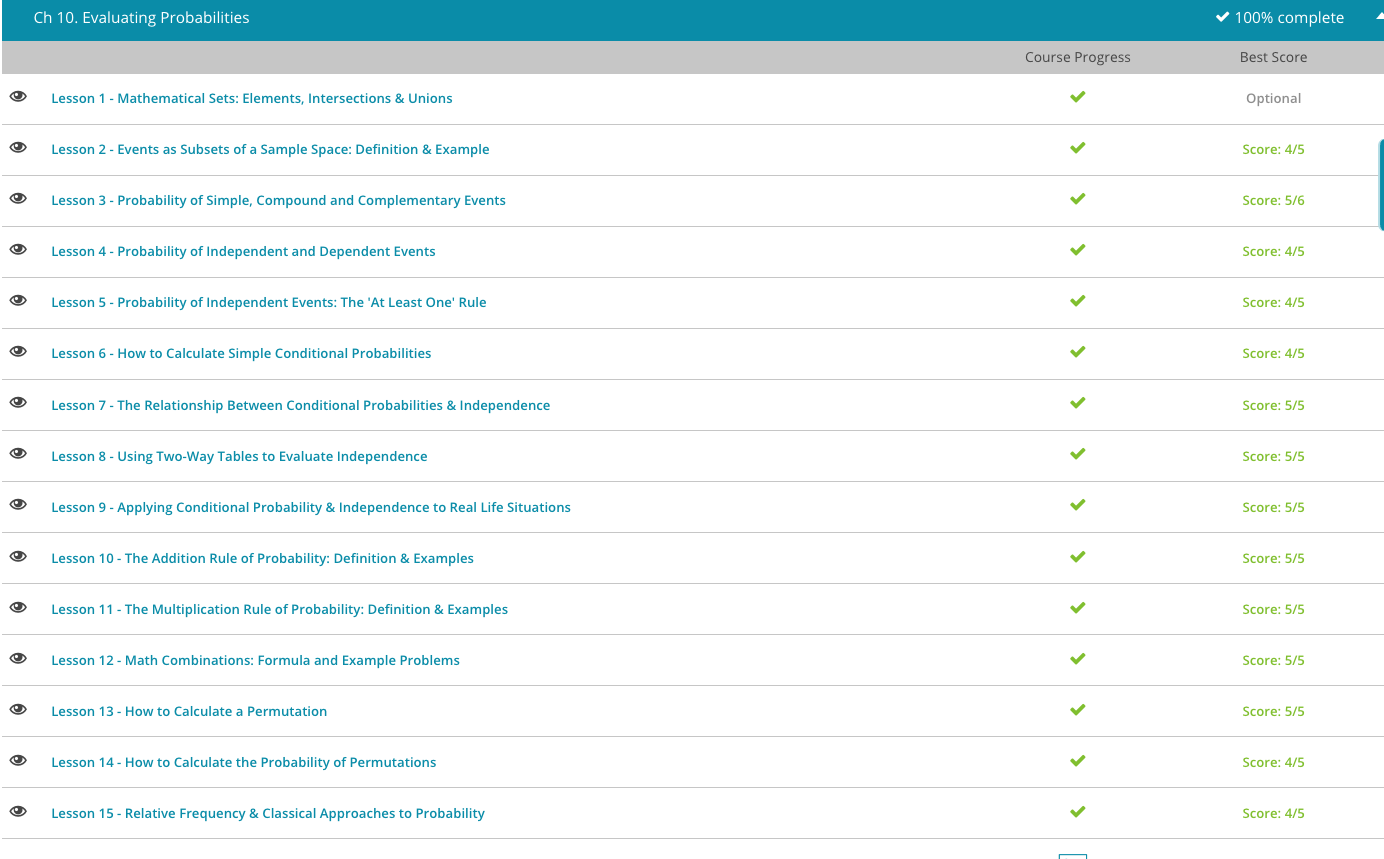 Ch 10. Evaluating Probabilities 100% complete
Course Progress Best Score
Lesson 1 - Mathematical Sets: Elements, Intersections & Unions Optional
Lesson 2 - Events as Subsets of a Sample Space: Definition & Example Score: 4/5
Lesson 3 - Probability of Simple, Compound and Complementary Events Score: 5/6
Lesson 4 - Probability of Independent and Dependent Events Score: 4/5
Lesson 5 - Probability of Independent Events: The 'At Least One' Rule Score: 4/5
Lesson 6 - How to Calculate Simple Conditional Probabilities Score: 4/5
Lesson 7 - The Relationship Between Conditional Probabilities & Independence Score: 5/5
Lesson 8 - Using Two-Way Tables to Evaluate Independence Score: 5/5
Lesson 9 - Applying Conditional Probability & Independence to Real Life Situations Score: 5/5
Lesson 10 - The Addition Rule of Probability: Definition & Examples Score: 5/5
Lesson 11 - The Multiplication Rule of Probability: Definition & Examples Score: 5/5
Lesson 12 - Math Combinations: Formula and Example Problems Score: 5/5
Lesson 13 - How to Calculate a Permutation Score: 5/5
Lesson 14 - How to Calculate the Probability of Permutations Score: 4/5
Lesson 15 - Relative Frequency & Classical Approaches to Probability Score: 4/5